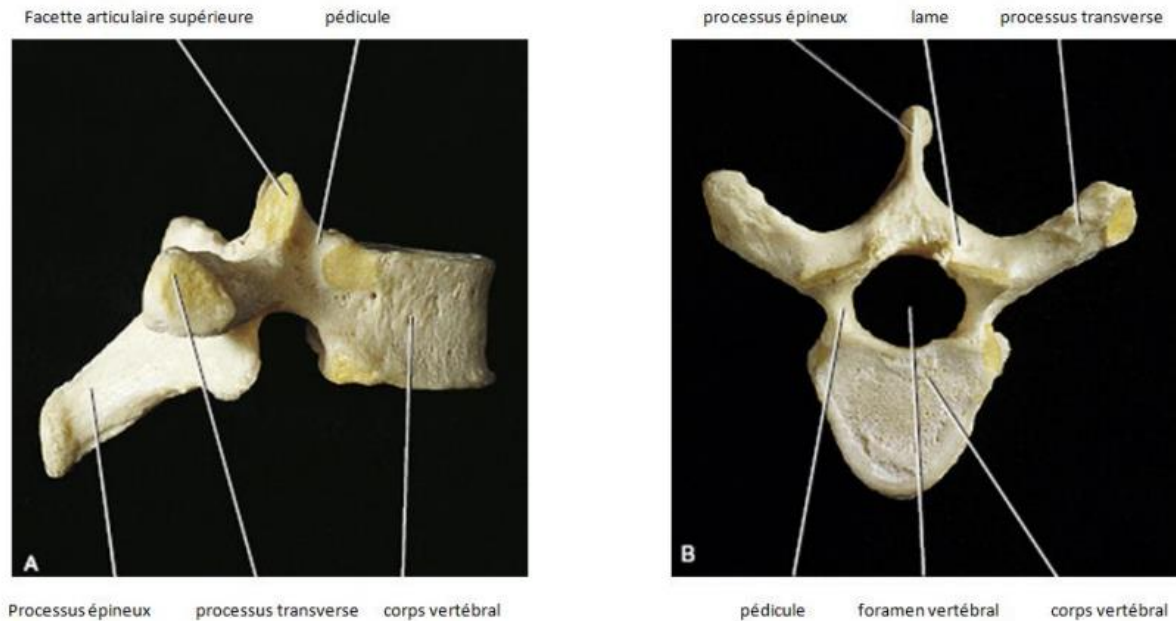 Facette articulaire supérieure pédicule processus épineux lame processus transverse
A B
Processus épineux processus transverse corps vertébral pédicule foramen vertébral corps vertébral